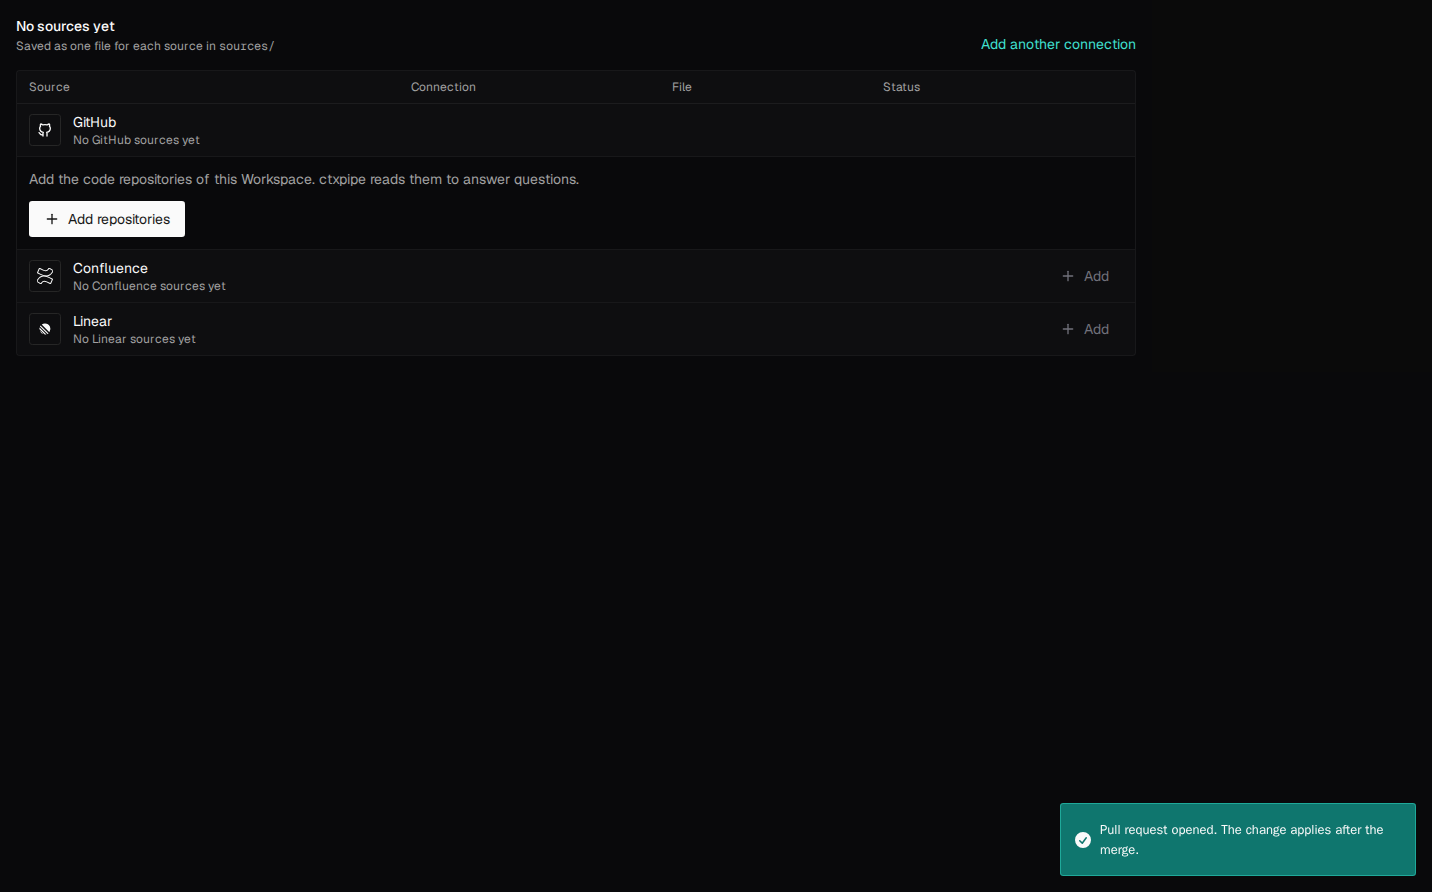 No sources yet
Saved as one file for each source in sources/
Add another connection
Source Connection File Status
GitHub
No GitHub sources yet
Add the code repositories of this Workspace. ctxpipe reads them to answer questions.
Add repositories
Confluence
No Confluence sources yet
Add
Linear
No Linear sources yet
Add
Pull request opened. The change applies after the
merge.